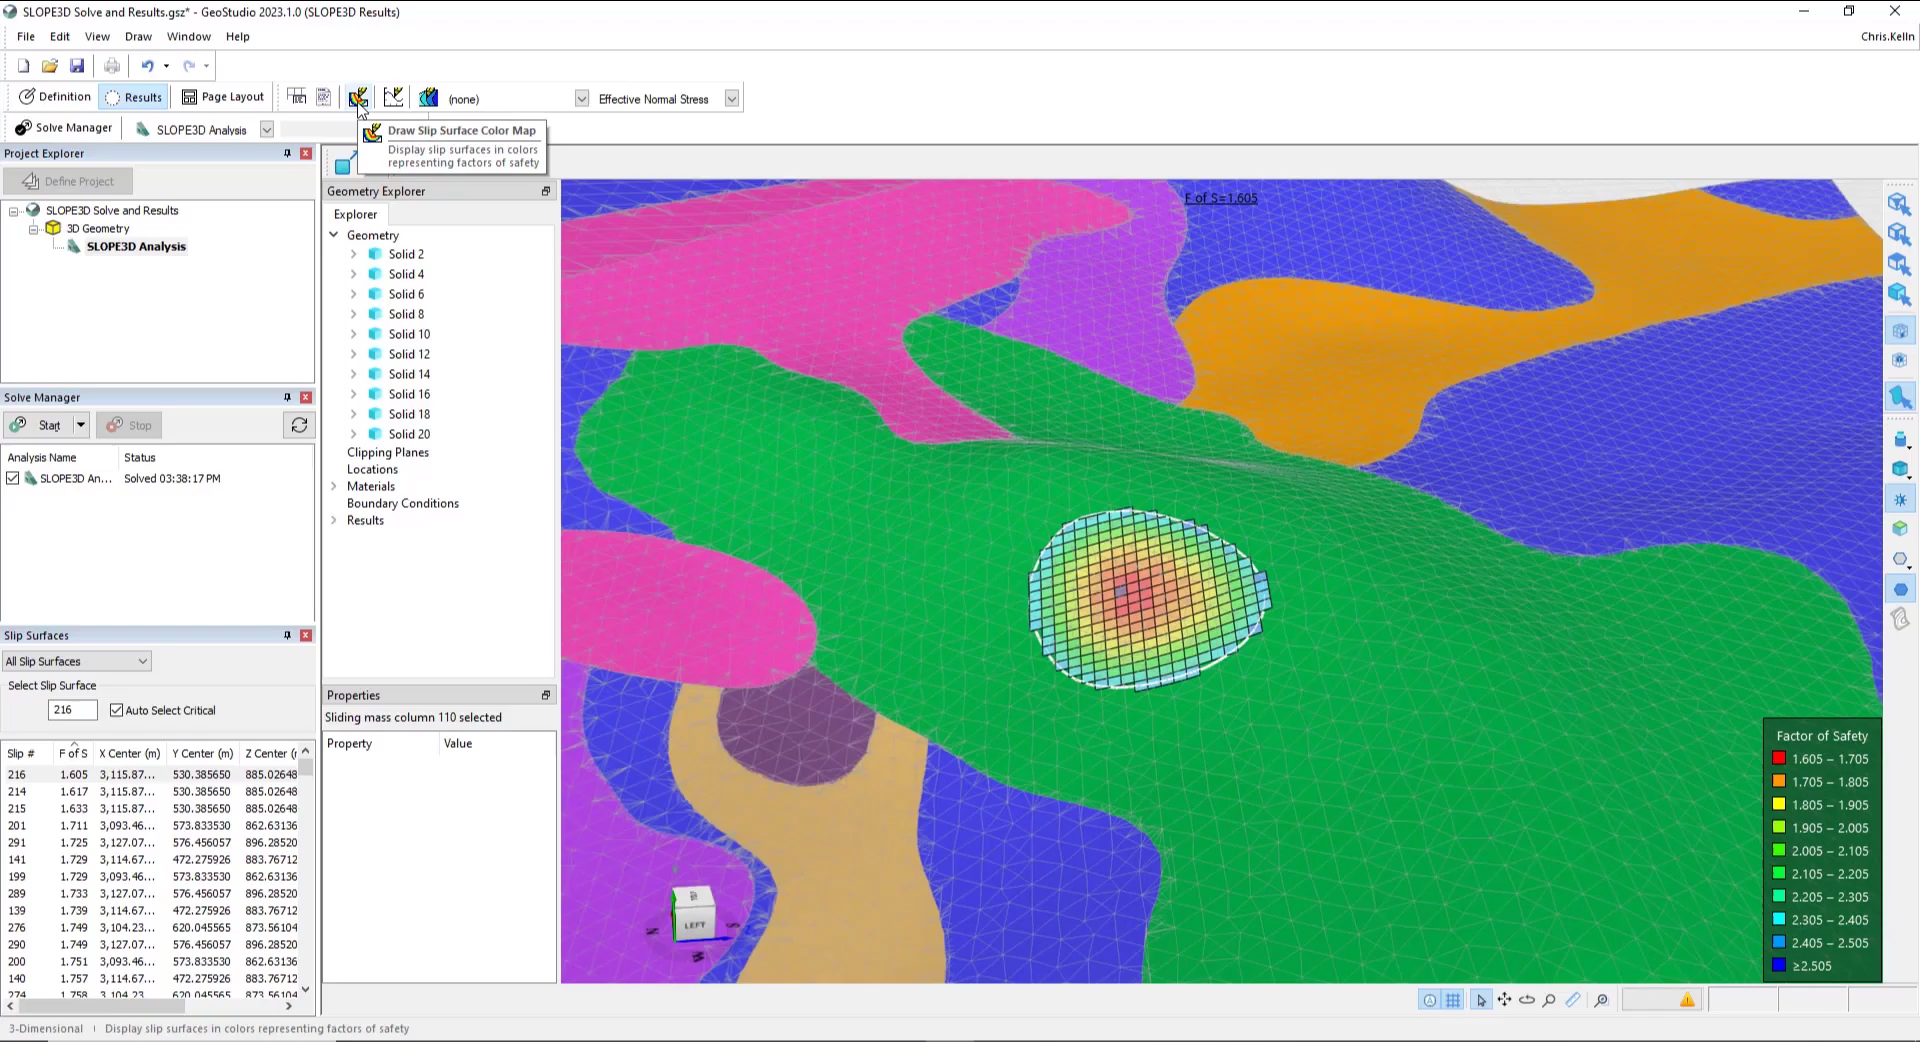 SLOPE3D Solve and Results.gsz* - GeoStudio 2023.1.0 (SLOPE3D Results)
File Edit View Draw Window Help
Chris.Kelln
Definition Results Page Layout (none) Effective Normal Stress
Solve Manager SLOPE3D Analysis
Draw Slip Surface Color Map
Display slip surfaces in colors
representing factors of safety
Project Explorer
Define Project
SLOPE3D Solve and Results
3D Geometry
SLOPE3D Analysis
Solve Manager
Start Stop
Analysis Name Status
SLOPE3D An... Solved 03:38:17 PM
Slip Surfaces
All Slip Surfaces
Select Slip Surface
216 Auto Select Critical
Slip # F of S X Center (m) Y Center (m) Z Center (
216 1.605 3,115.87... 530.385650 885.02648
214 1.617 3,115.87... 530.385650 885.02648
215 1.633 3,115.87... 530.385650 885.02648
201 1.711 3,093.46... 573.833530 862.63136
291 1.725 3,127.07... 576.456057 896.28520
141 1.729 3,114.67... 472.275926 883.76712
199 1.729 3,093.46... 573.833530 862.63136
289 1.733 3,127.07... 576.456057 896.28520
139 1.739 3,114.67... 472.275926 883.76712
276 1.749 3,104.23... 620.045565 873.56104
290 1.749 3,127.07... 576.456057 896.28520
200 1.751 3,093.46... 573.833530 862.63136
140 1.757 3,114.67... 472.275926 883.76712
274 1.758 3,104.23... 620.045565 873.56104
Geometry Explorer
Explorer
Geometry
Solid 2
Solid 4
Solid 6
Solid 8
Solid 10
Solid 12
Solid 14
Solid 16
Solid 18
Solid 20
Clipping Planes
Locations
Materials
Boundary Conditions
Results
Properties
Sliding mass column 110 selected
Property Value
F of S=1.605
LEFT
N
S
W
Factor of Safety
1.605 – 1.705
1.705 – 1.805
1.805 – 1.905
1.905 – 2.005
2.005 – 2.105
2.105 – 2.205
2.205 – 2.305
2.305 – 2.405
2.405 – 2.505
≥2.505
3-Dimensional Display slip surfaces in colors representing factors of safety